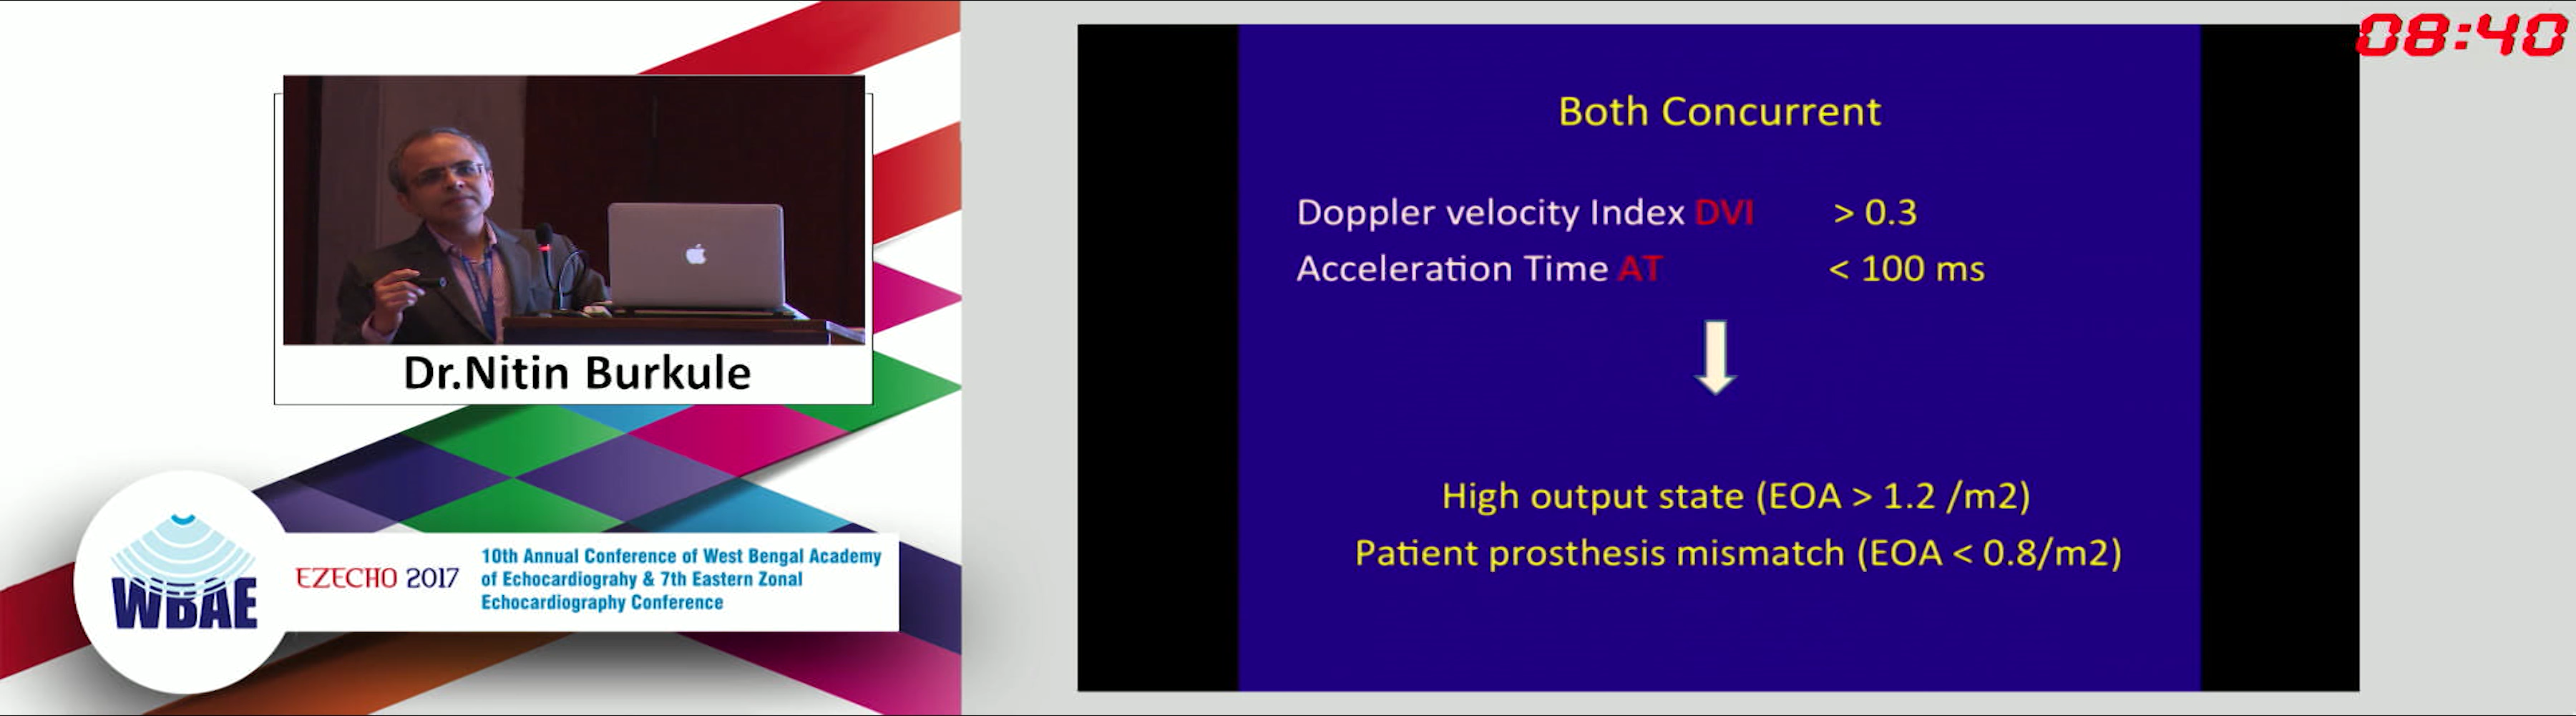 Dr.Nitin Burkule
WBAE
EZECHO 2017
10th Annual Conference of West Bengal Academy
of Echocardiograhy & 7th Eastern Zonal
Echocardiography Conference
08:40
Both Concurrent
Doppler velocity Index DVI > 0.3
Acceleration Time AT < 100 ms
High output state (EOA > 1.2 /m2)
Patient prosthesis mismatch (EOA < 0.8/m2)